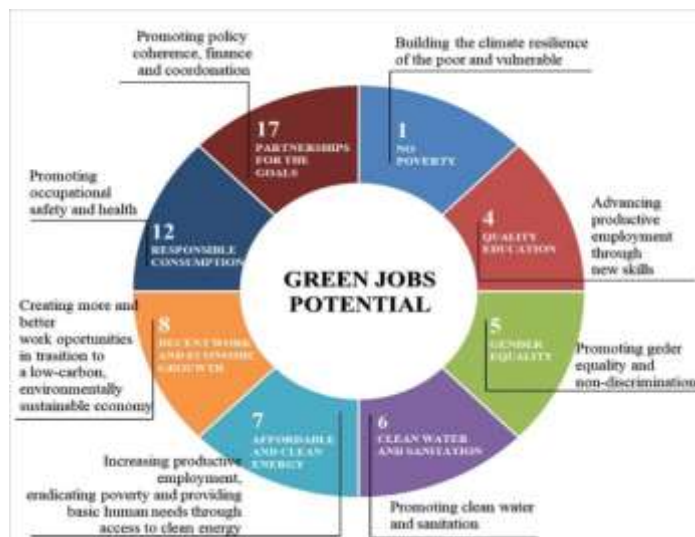 Promoting policy
coherence, finance
and coordonation
Building the climate resilience
of the poor and vulnerable
17
PARTNERSHIPS
FOR THE
GOALS
1
NO
POVERTY
Promoting
occupational
safety and health
12
RESPONSIBLE
CONSUMPTION
4
QUALITY
EDUCATION
Advancing
productive
employment
through
new skills
GREEN JOBS
POTENTIAL
Creating more and
better
work oportunities
in trasition to
a low-carbon,
environmentally
sustainable economy
8
DECENT WORK
AND ECONOMIC
GROWTH
5
GENDER
EQUALITY
Promoting geder
equality and
non-discrimination
7
AFFORDABLE
AND CLEAN
ENERGY
6
CLEAN WATER
AND SANITATION
Increasing productive
employment,
eradicating poverty and providing
basic human needs through
access to clean energy
Promoting clean water
and sanitation